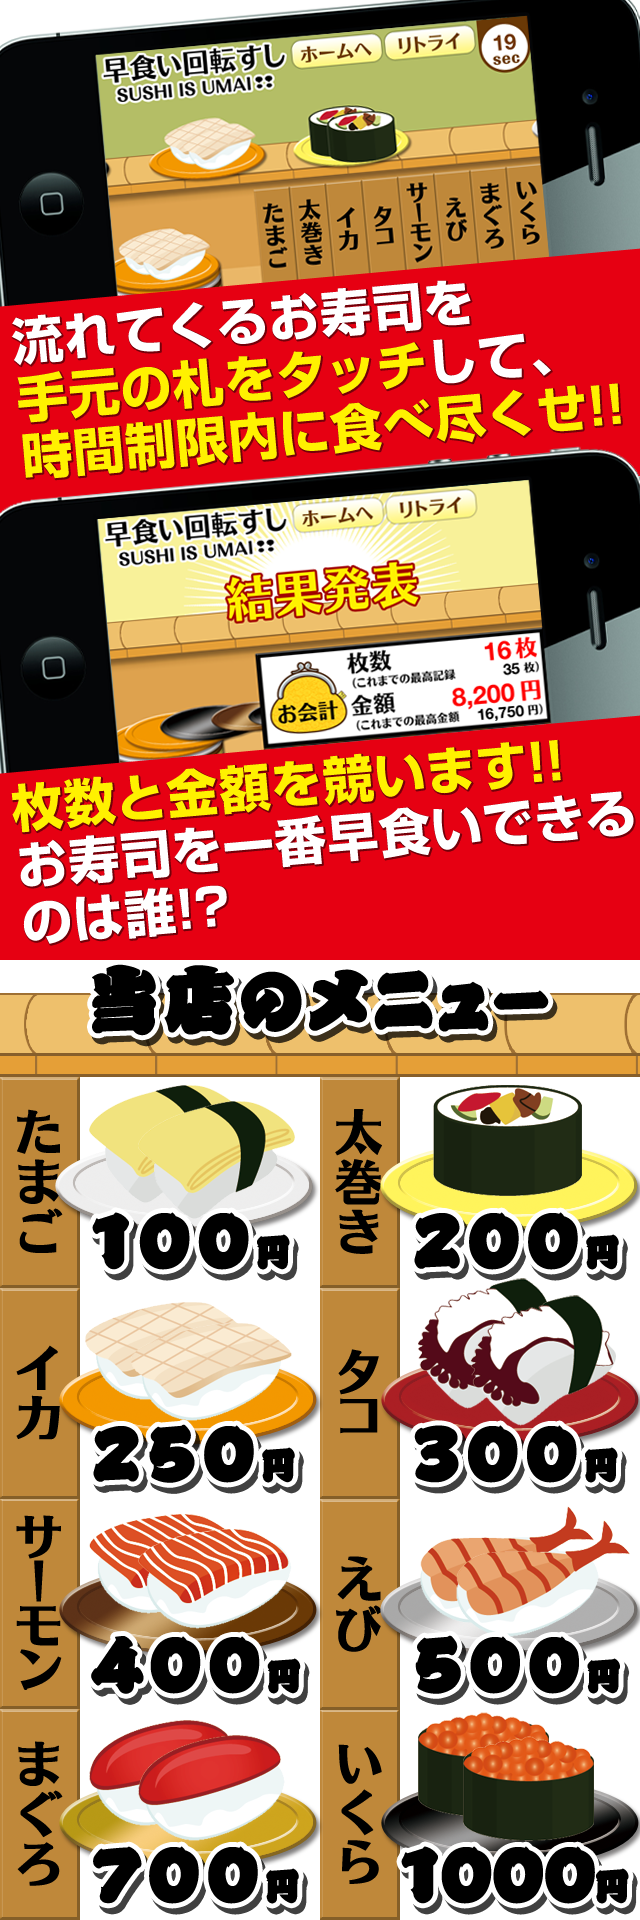 早食い回転すし
SUSHI IS UMAI!!
ホームへ
リトライ
19
sec
たまご
太巻き
イカ
タコ
サーモン
えび
まぐろ
いくら
流れてくるお寿司を
手元の札をタッチして、
時間制限内に食べ尽くせ!!
早食い回転すし
SUSHI IS UMAI!!
ホームへ
リトライ
結果発表
お会計
枚数 16枚
(これまでの最高記録 35枚)
金額 8,200円
(これまでの最高金額 16,750円)
枚数と金額を競います!!
お寿司を一番早食いできる
のは誰!?
当店のメニュー
たまご
100円
太巻き
200円
イカ
250円
タコ
300円
サーモン
400円
えび
500円
まぐろ
700円
いくら
1000円